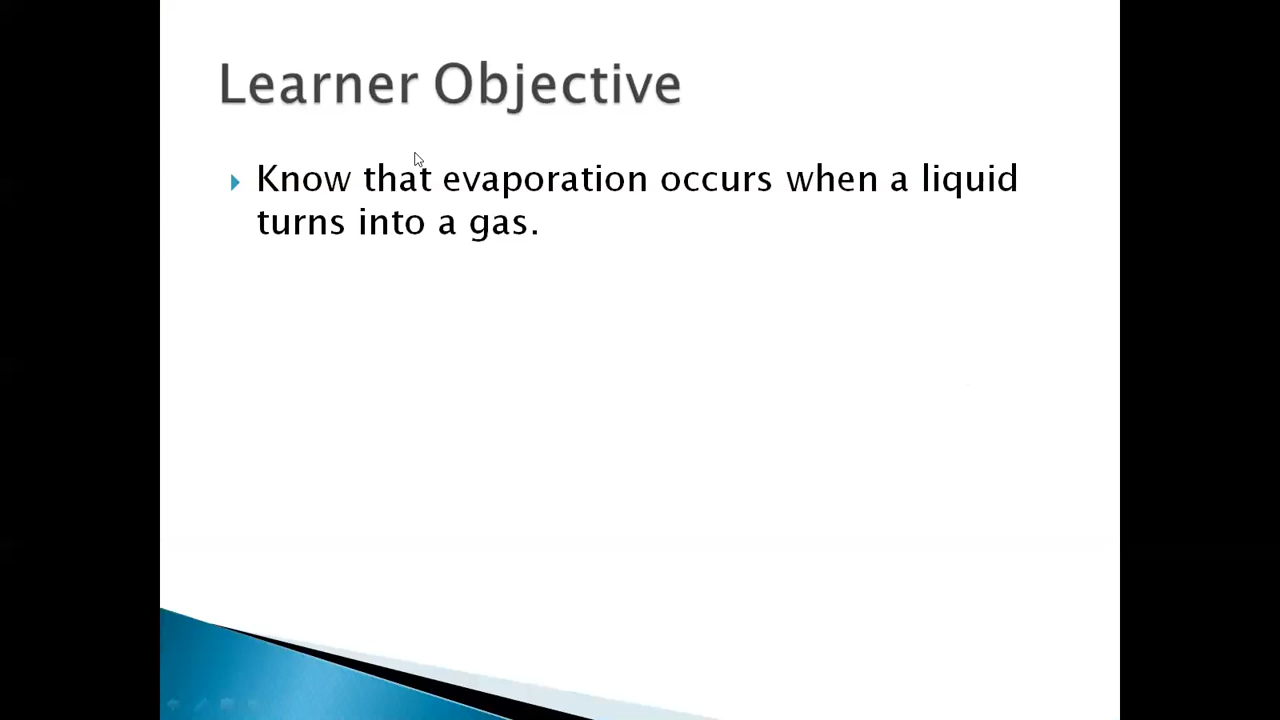 Learner Objective
Know that evaporation occurs when a liquid
turns into a gas.